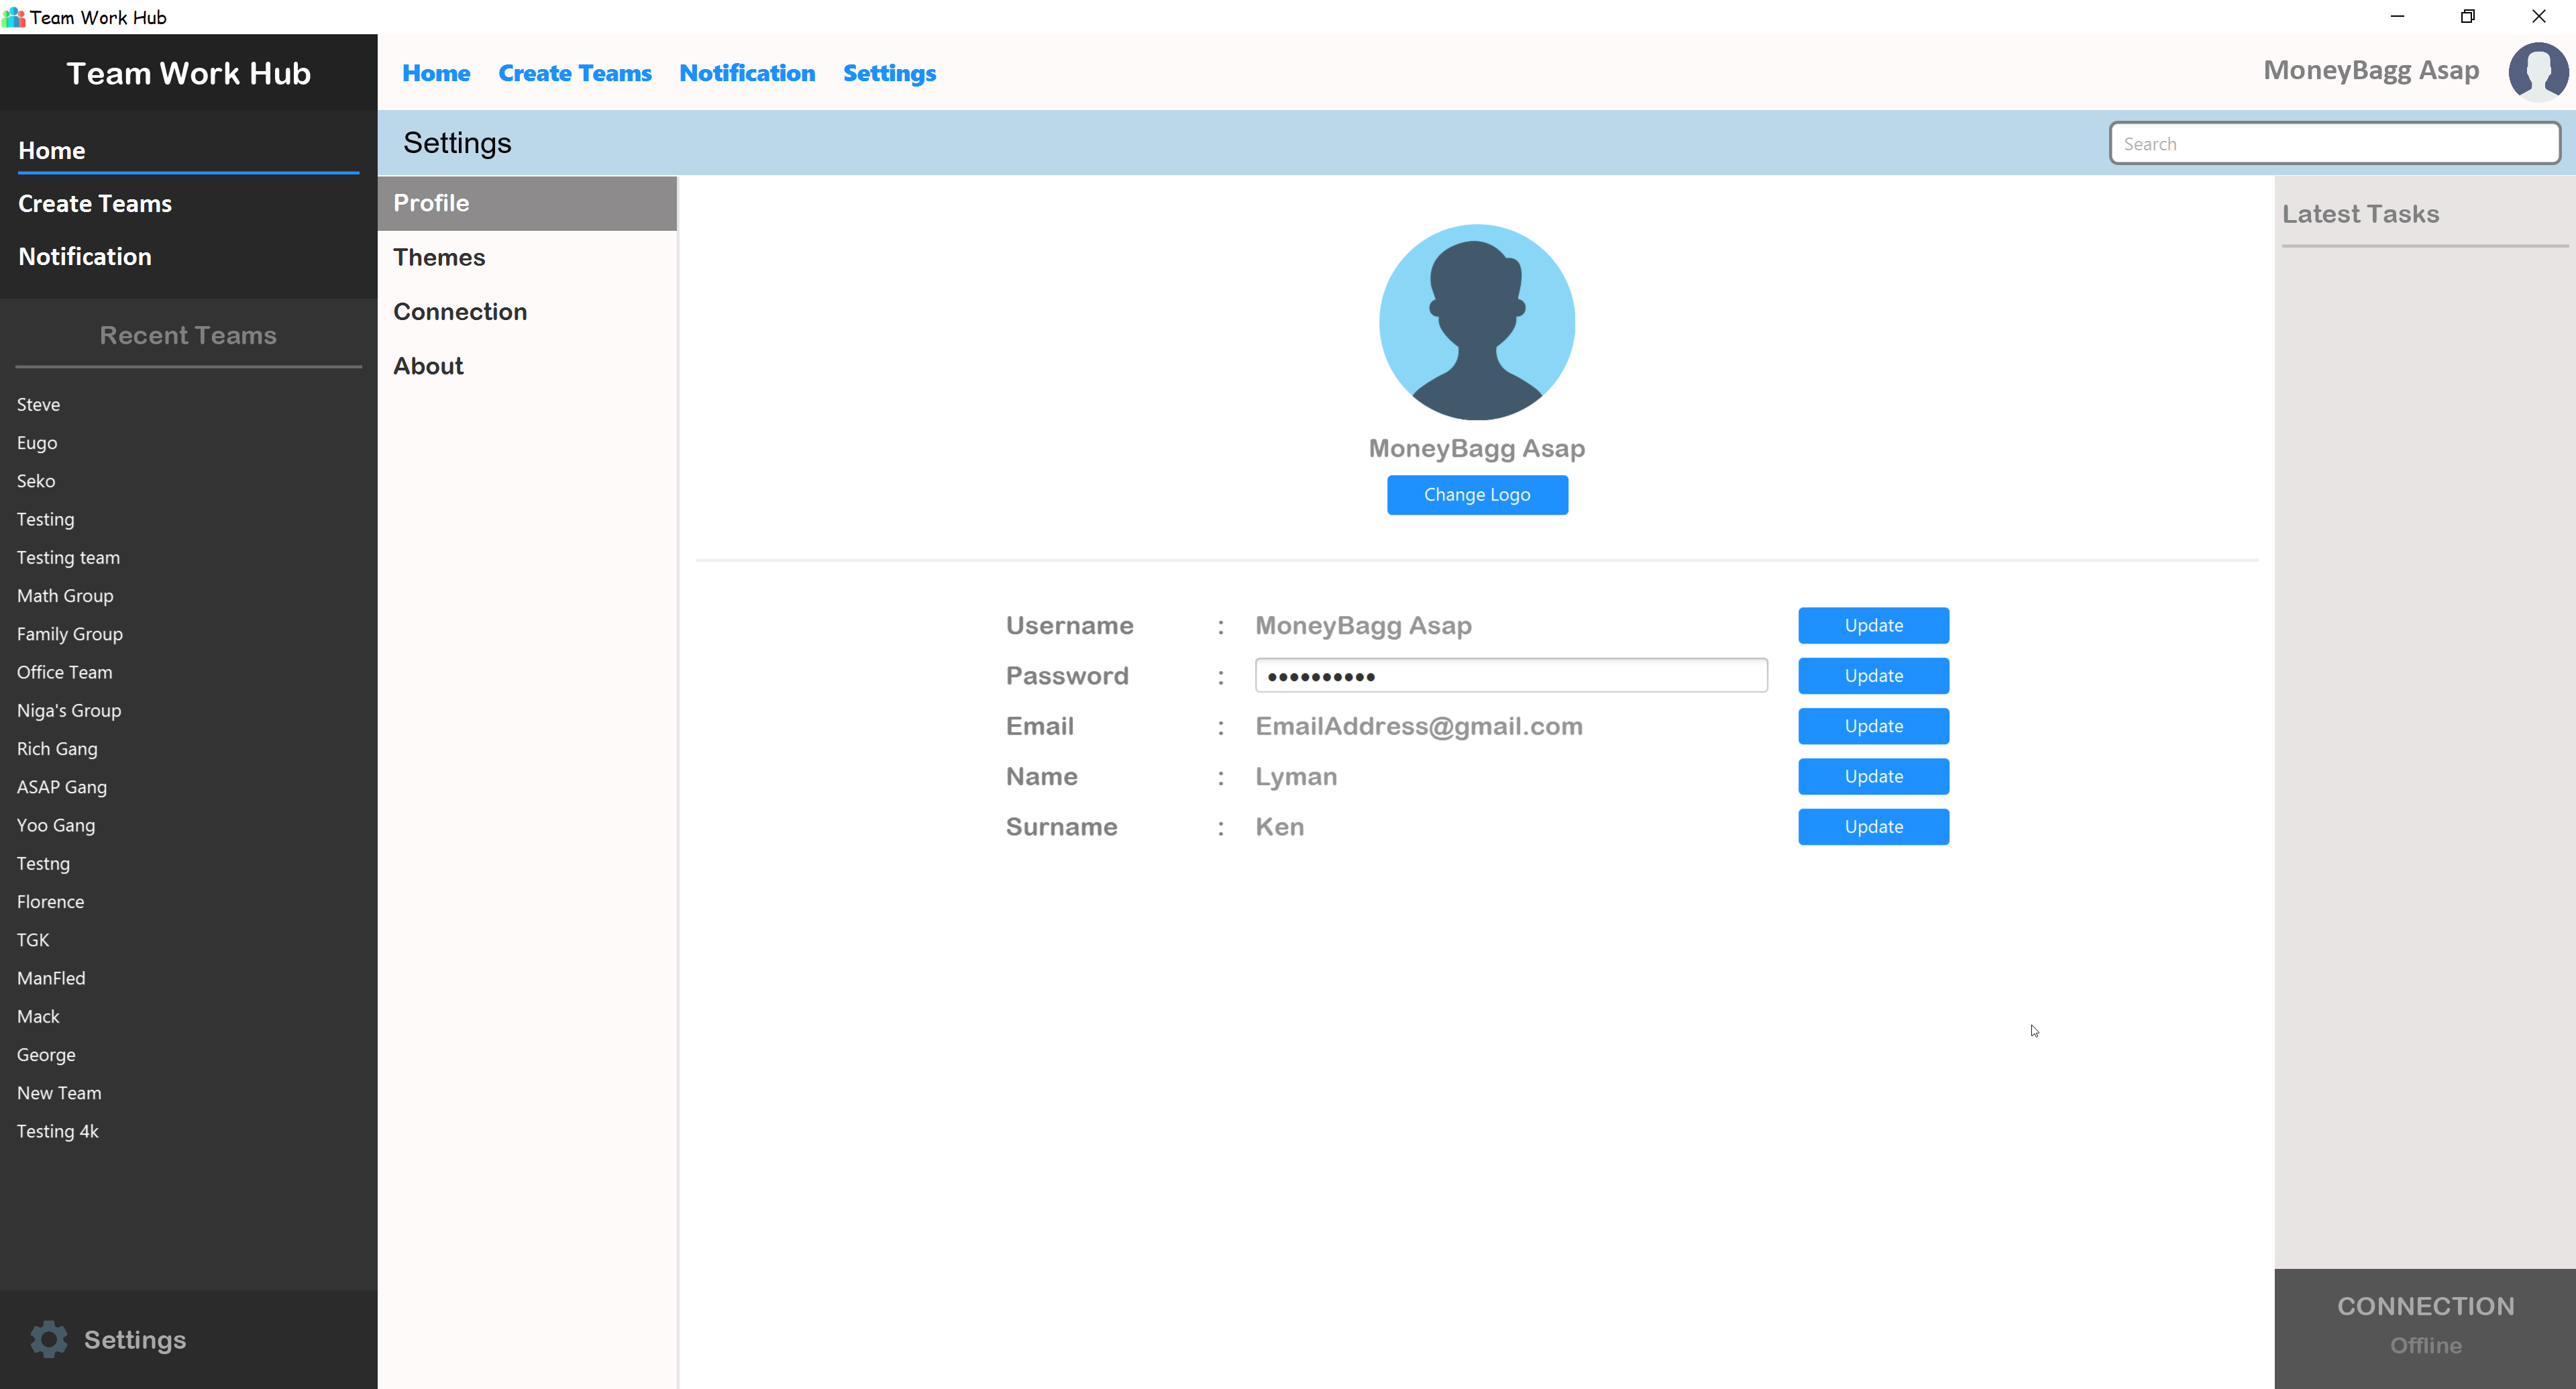 Team Work Hub
Team Work Hub
Home
Create Teams
Notification
Recent Teams
Steve
Eugo
Seko
Testing
Testing team
Math Group
Family Group
Office Team
Niga's Group
Rich Gang
ASAP Gang
Yoo Gang
Testng
Florence
TGK
ManFled
Mack
George
New Team
Testing 4k
Settings
Home Create Teams Notification Settings
MoneyBagg Asap
Settings
Search
Profile
Themes
Connection
About
MoneyBagg Asap
Change Logo
Username : MoneyBagg Asap Update
Password : •••••••••• Update
Email : EmailAddress@gmail.com Update
Name : Lyman Update
Surname : Ken Update
Latest Tasks
CONNECTION
Offline